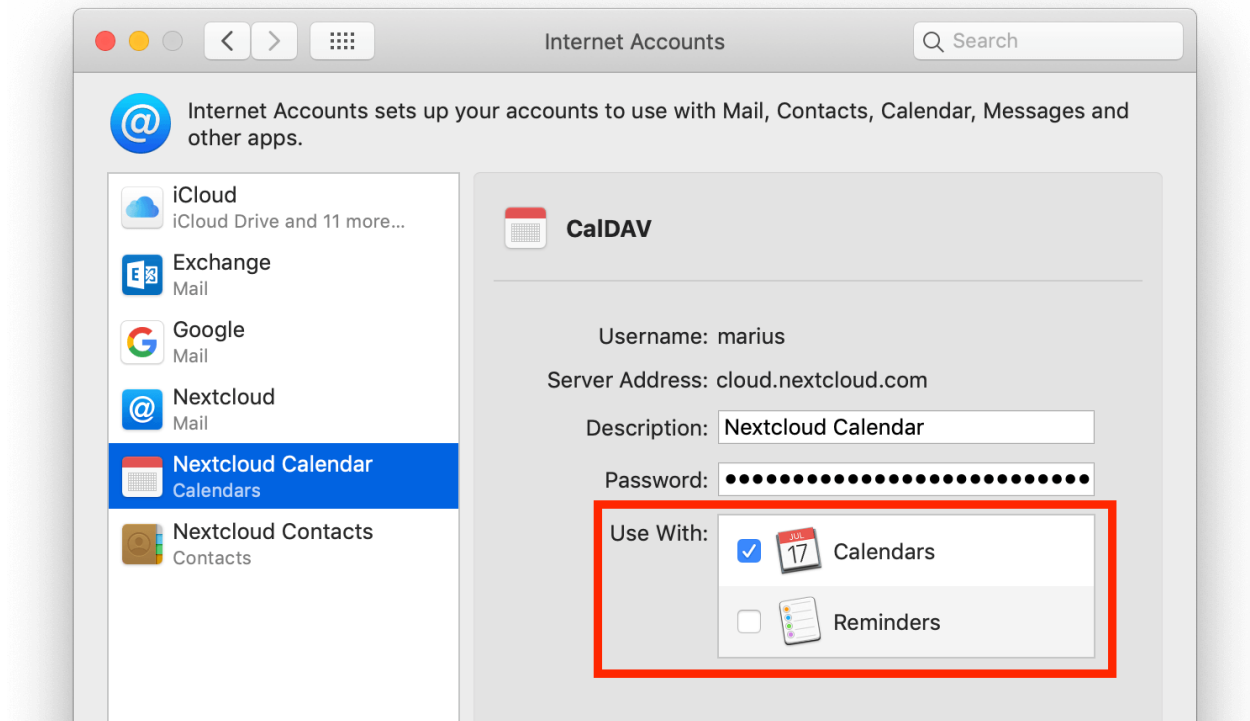 Internet Accounts
Search
Internet Accounts sets up your accounts to use with Mail, Contacts, Calendar, Messages and
other apps.
iCloud
iCloud Drive and 11 more...
Exchange
Mail
Google
Mail
Nextcloud
Mail
Nextcloud Calendar
Calendars
Nextcloud Contacts
Contacts
CalDAV
Username: marius
Server Address: cloud.nextcloud.com
Description: Nextcloud Calendar
Password: ●●●●●●●●●●●●●●●●●●●●●●●●●●●
Use With:
JUL
17
Calendars
Reminders